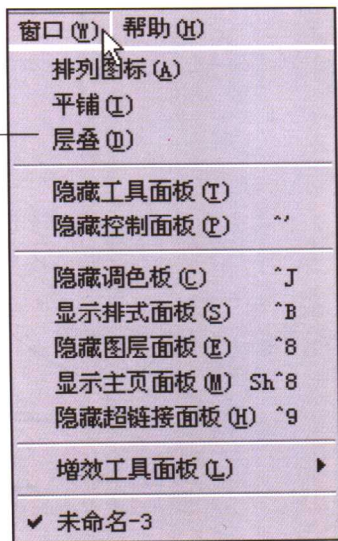 窗口(W) 帮助(H)
排列图标(A)
平铺(I)
层叠(D)
隐藏工具面板(T)
隐藏控制面板(P) ^'
隐藏调色板(C) ^J
显示排式面板(S) ^B
隐藏图层面板(E) ^8
显示主页面板(M) Sh^8
隐藏超链接面板(H) ^9
增效工具面板(L)
✔ 未命名-3